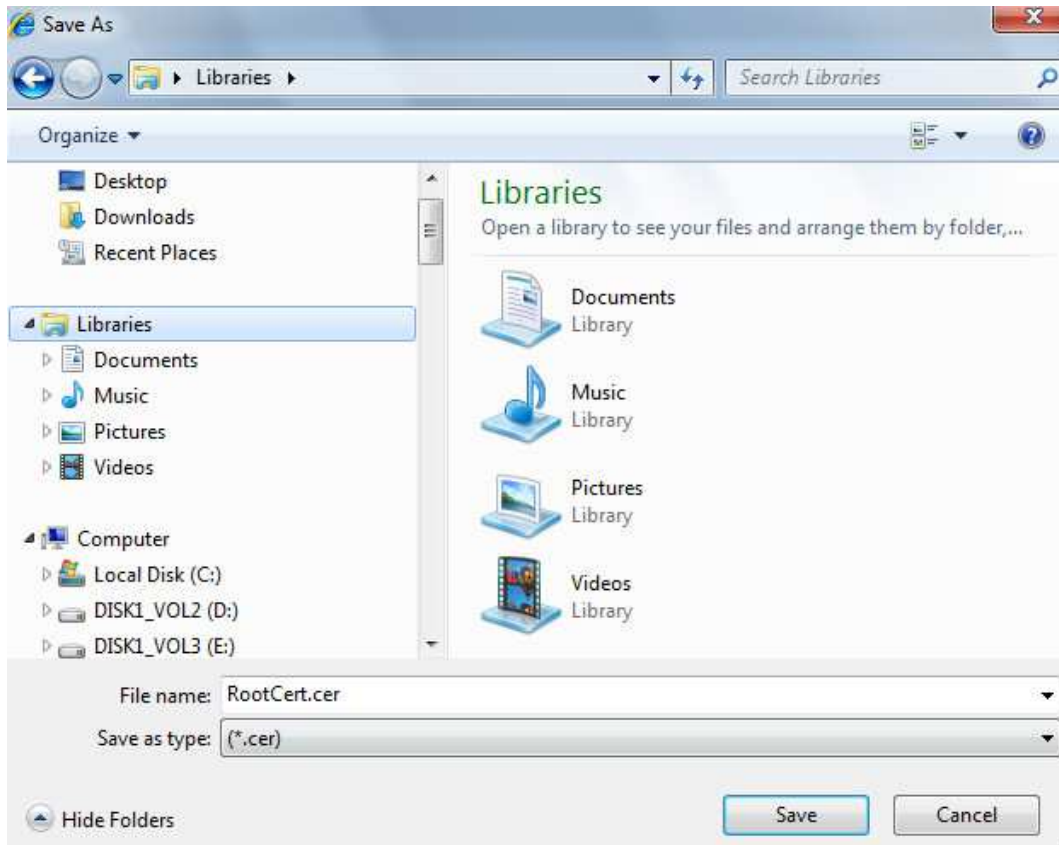 Save As
Libraries
Search Libraries
Organize
Desktop
Downloads
Recent Places
Libraries
Documents
Music
Pictures
Videos
Computer
Local Disk (C:)
DISK1_VOL2 (D:)
DISK1_VOL3 (E:)
Libraries
Open a library to see your files and arrange them by folder,...
Documents
Library
Music
Library
Pictures
Library
Videos
Library
File name: RootCert.cer
Save as type: (*.cer)
Hide Folders
Save
Cancel